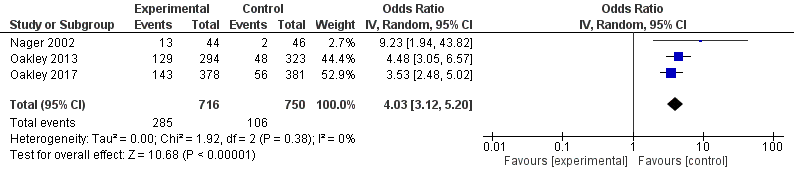 Experimental Control Odds Ratio Odds Ratio
Study or Subgroup Events Total Events Total Weight IV, Random, 95% CI IV, Random, 95% CI
Nager 2002 13 44 2 46 2.7% 9.23 [1.94, 43.82]
Oakley 2013 129 294 48 323 44.4% 4.48 [3.05, 6.57]
Oakley 2017 143 378 56 381 52.9% 3.53 [2.48, 5.02]
Total (95% CI) 716 750 100.0% 4.03 [3.12, 5.20]
Total events 285 106
Heterogeneity: Tau² = 0.00; Chi² = 1.92, df = 2 (P = 0.38); I² = 0%
Test for overall effect: Z = 10.68 (P < 0.00001)
0.01 0.1 1 10 100
Favours [experimental] Favours [control]